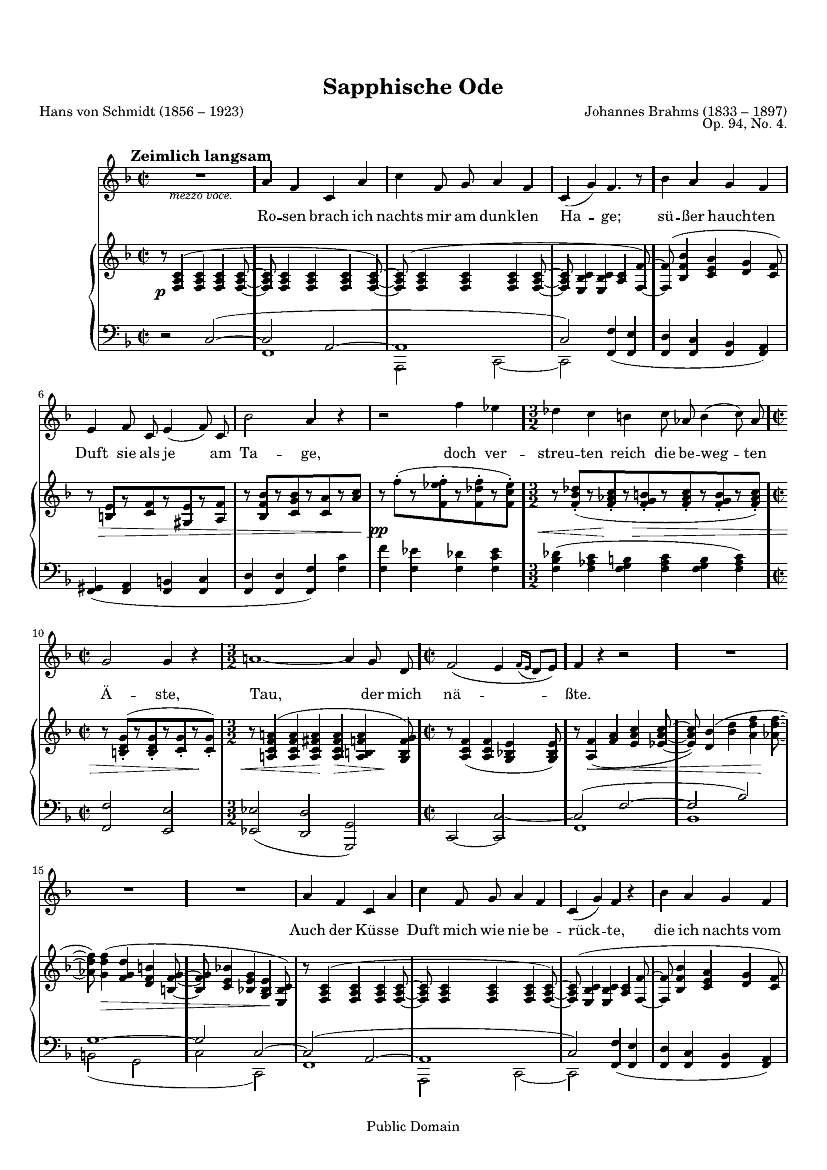 Sapphische Ode
Hans von Schmidt (1856 – 1923)
Johannes Brahms (1833 – 1897)
Op. 94, No. 4.
Zeimlich langsam
mezzo voce.
Ro-sen brach ich nachts mir am dunklen Ha - ge; sü-ßer hauchten
p
6
Duft sie als je am Ta - ge, doch ver - streu-ten reich die be-weg - ten
pp
10
Ä - ste, Tau, der mich nä - ßte.
15
Auch der Küsse Duft mich wie nie be - rück-te, die ich nachts vom
Public Domain